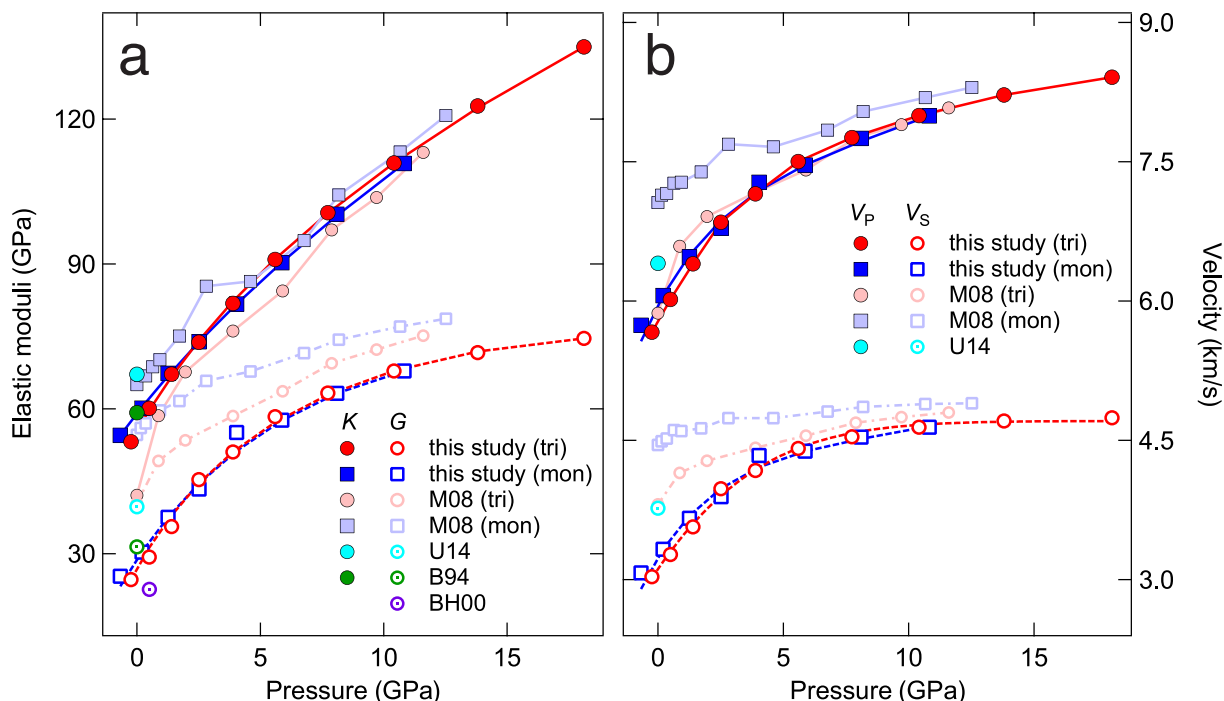 a
b
Elastic moduli (GPa)
120
90
60
30
K G
this study (tri)
this study (mon)
M08 (tri)
M08 (mon)
U14
B94
BH00
0 5 10 15
Pressure (GPa)
9.0
7.5
6.0
4.5
3.0
Velocity (km/s)
VP VS
this study (tri)
this study (mon)
M08 (tri)
M08 (mon)
U14
0 5 10 15
Pressure (GPa)